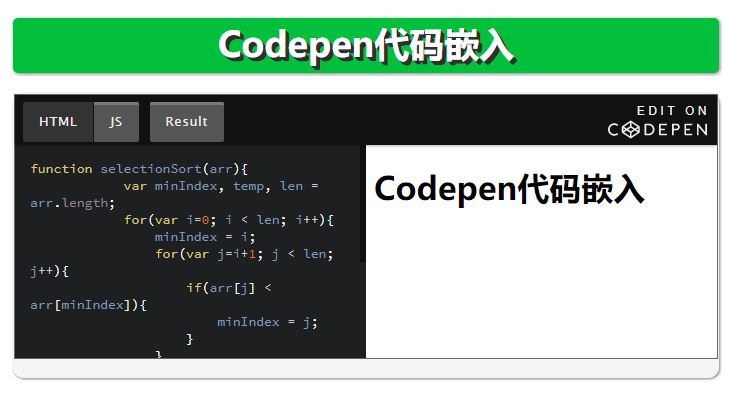 Codepen代码嵌入
HTML JS Result
EDIT ON
CODEPEN
function selectionSort(arr){
var minIndex, temp, len =
arr.length;
for(var i=0; i < len; i++){
minIndex = i;
for(var j=i+1; j < len;
j++){
if(arr[j] <
arr[minIndex]){
minIndex = j;
}
}
Codepen代码嵌入